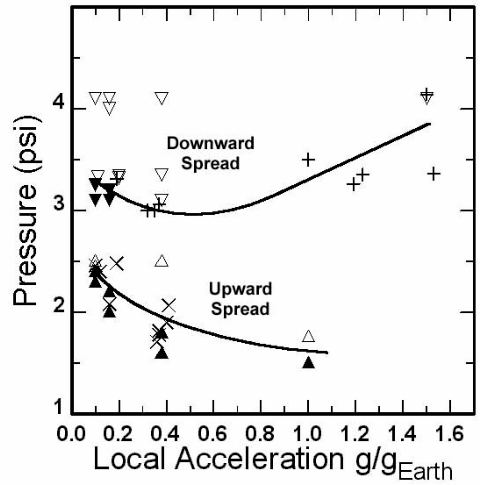 4
3
2
1
Pressure (psi)
Downward
Spread
Upward
Spread
0.0 0.2 0.4 0.6 0.8 1.0 1.2 1.4 1.6
Local Acceleration g/gEarth